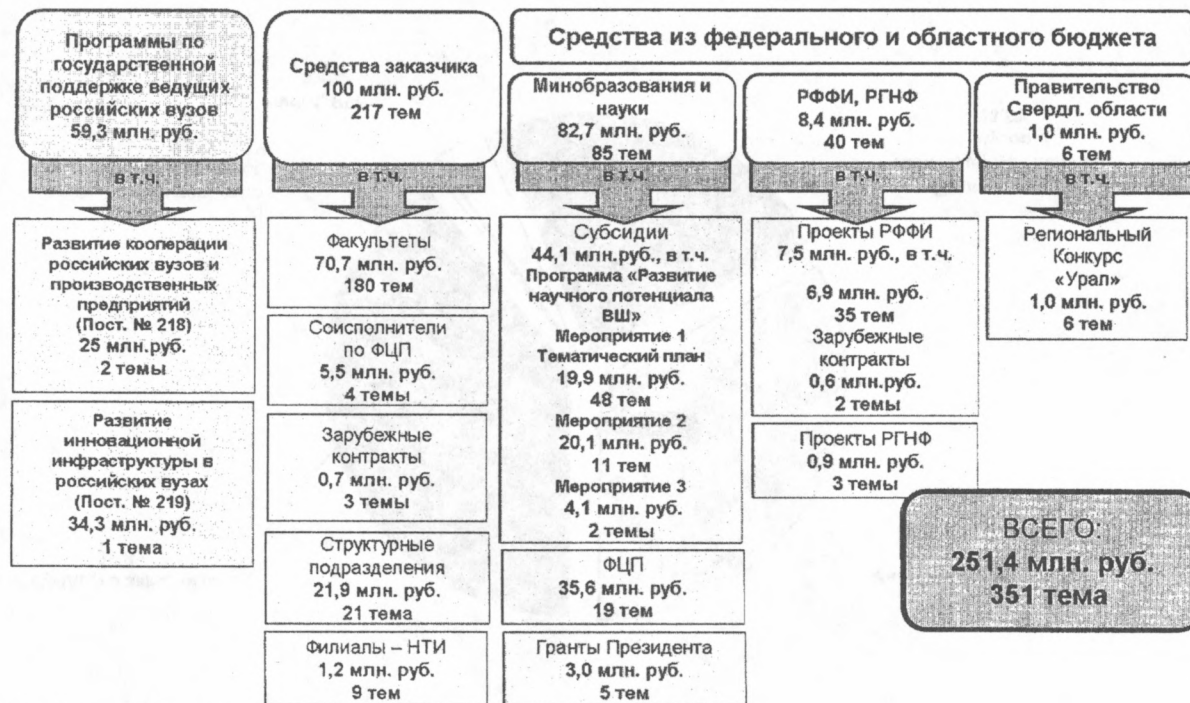 Программы по
государственной
поддержке ведущих
российских вузов
59,3 млн. руб.
в т.ч.
Развитие кооперации
российских вузов и
производственных
предприятий
(Пост. № 218)
25 млн.руб.
2 темы
Развитие
инновационной
инфраструктуры в
российских вузах
(Пост. № 219)
34,3 млн. руб.
1 тема
Средства заказчика
100 млн. руб.
217 тем
в т.ч.
Факультеты
70,7 млн. руб.
180 тем
Соисполнители
по ФЦП
5,5 млн. руб.
4 темы
Зарубежные
контракты
0,7 млн. руб.
3 темы
Структурные
подразделения
21,9 млн. руб.
21 тема
Филиалы – НТИ
1,2 млн. руб.
9 тем
Средства из федерального и областного бюджета
Минобразования и
науки
82,7 млн. руб.
85 тем
в т.ч.
Субсидии
44,1 млн.руб., в т.ч.
Программа «Развитие
научного потенциала
ВШ»
Мероприятие 1
Тематический план
19,9 млн. руб.
48 тем
Мероприятие 2
20,1 млн. руб.
11 тем
Мероприятие 3
4,1 млн. руб.
2 темы
ФЦП
35,6 млн. руб.
19 тем
Гранты Президента
3,0 млн. руб.
5 тем
РФФИ, РГНФ
8,4 млн. руб.
40 тем
в т.ч.
Проекты РФФИ
7,5 млн. руб., в т.ч.
6,9 млн. руб.
35 тем
Зарубежные
контракты
0,6 млн.руб.
2 темы
Проекты РГНФ
0,9 млн. руб.
3 темы
Правительство
Свердл. области
1,0 млн. руб.
6 тем
в т.ч.
Региональный
Конкурс
«Урал»
1,0 млн. руб.
6 тем
ВСЕГО:
251,4 млн. руб.
351 тема